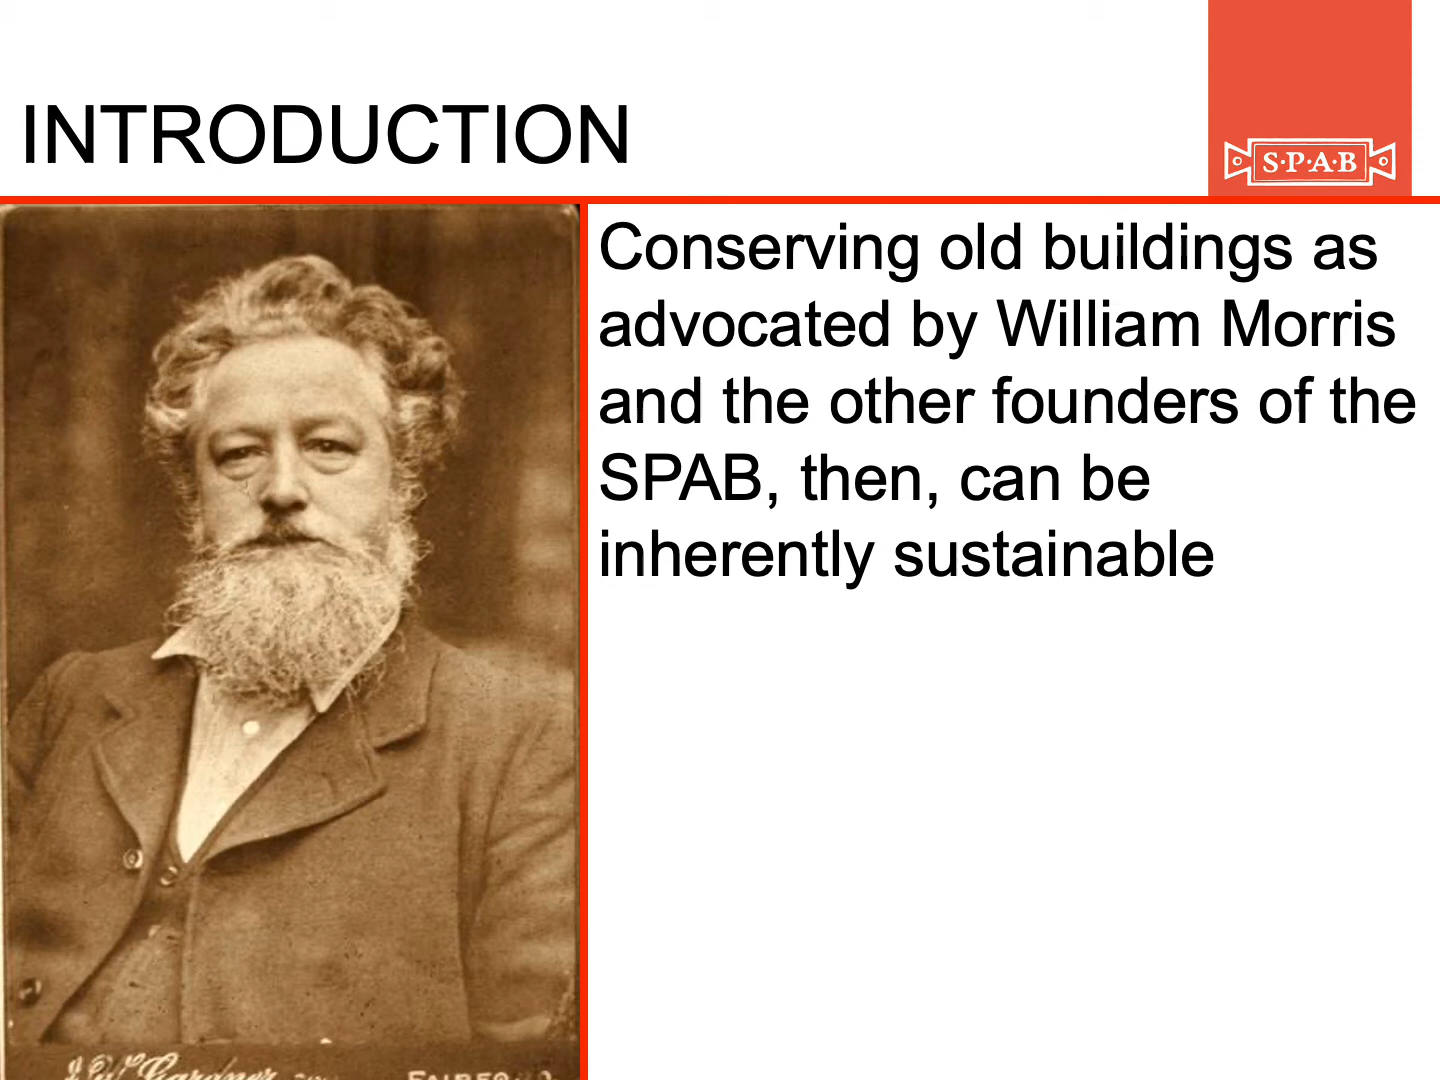 INTRODUCTION
S·P·A·B
Conserving old buildings as
advocated by William Morris
and the other founders of the
SPAB, then, can be
inherently sustainable
Gardner